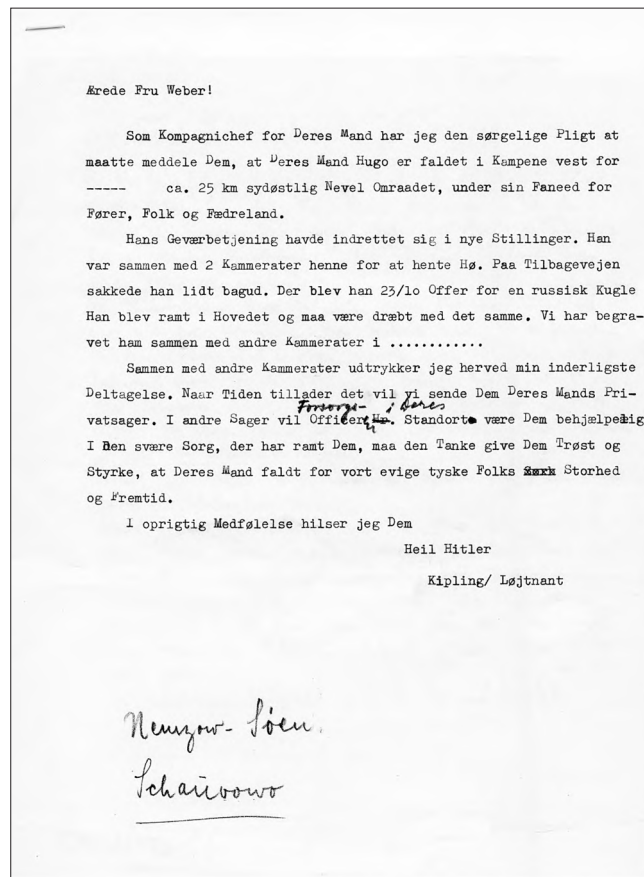 Ærede Fru Weber!
Som Kompagnichef for Deres Mand har jeg den sørgelige Pligt at
maatte meddele Dem, at Deres Mand Hugo er faldet i Kampene vest for
----- ca. 25 km sydøstlig Nevel Omraadet, under sin Faneed for
Fører, Folk og Fædreland.
Hans Geværbetjening havde indrettet sig i nye Stillinger. Han
var sammen med 2 Kammerater henne for at hente Hø. Paa Tilbagevejen
sakkede han lidt bagud. Der blev han 23/10 Offer for en russisk Kugle
Han blev ramt i Hovedet og maa være dræbt med det samme. Vi har begra-
vet ham sammen med andre Kammerater i ............
Sammen med andre Kammerater udtrykker jeg herved min inderligste
Deltagelse. Naar Tiden tillader det vil vi sende Dem Deres Mands Pri-
Forsorgs- i Deres
vatsager. I andre Sager vil Officer Hr. Standort være Dem behjælpelig
I den svære Sorg, der har ramt Dem, maa den Tanke give Dem Trøst og
Styrke, at Deres Mand faldt for vort evige tyske Folks Storhed
og Fremtid.
I oprigtig Medfølelse hilser jeg Dem
Heil Hitler
Kipling/ Løjtnant
Nemzow- Søen.
Schaiwowo